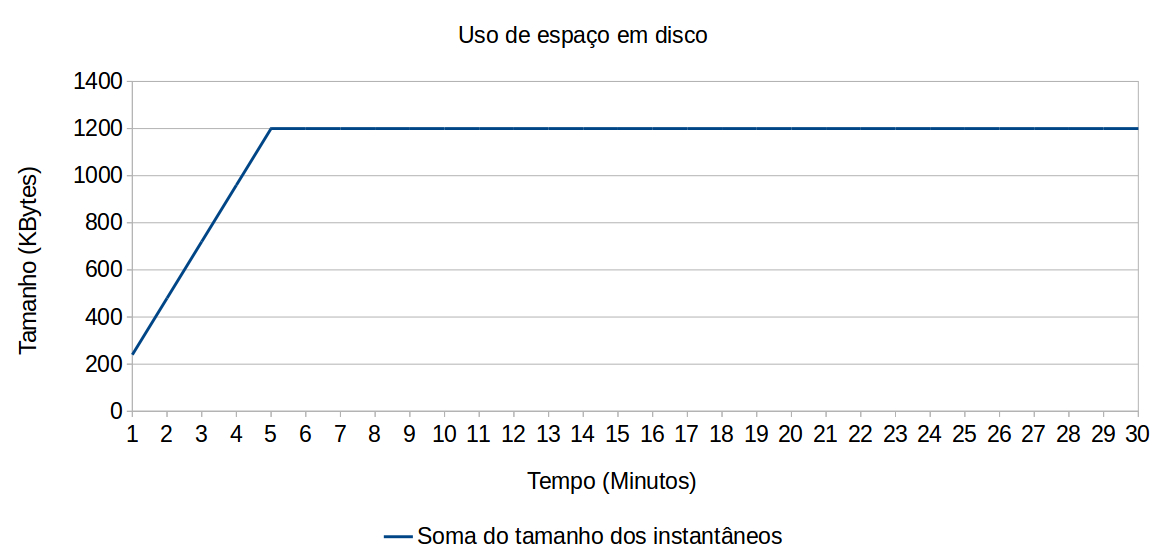 Uso de espaço em disco
1400
1200
1000
800
600
400
200
0
Tamanho (KBytes)
1 2 3 4 5 6 7 8 9 10 11 12 13 14 15 16 17 18 19 20 21 22 23 24 25 26 27 28 29 30
Tempo (Minutos)
Soma do tamanho dos instantâneos